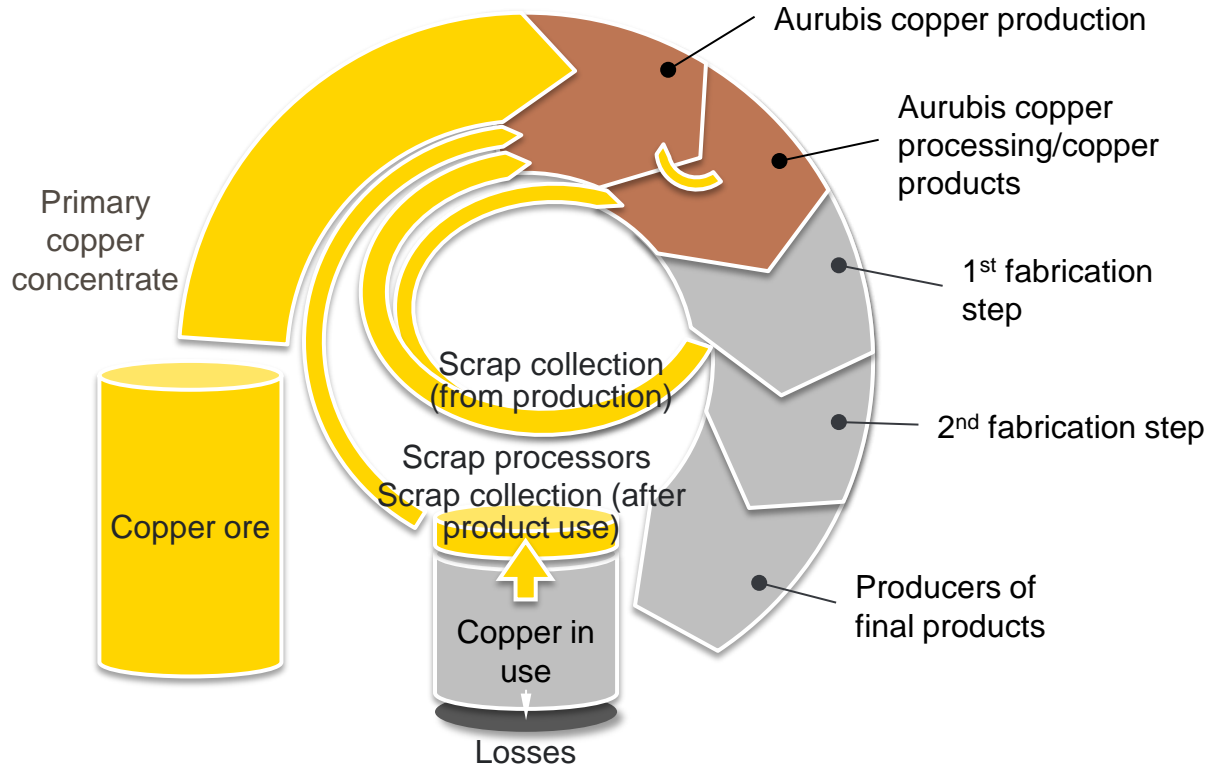 Aurubis copper production
Aurubis copper
processing/copper
products
Primary
copper
concentrate
1st fabrication
step
Scrap collection
(from production)
2nd fabrication step
Scrap processors
Scrap collection (after
product use)
Copper ore
Producers of
final products
Copper in
use
Losses